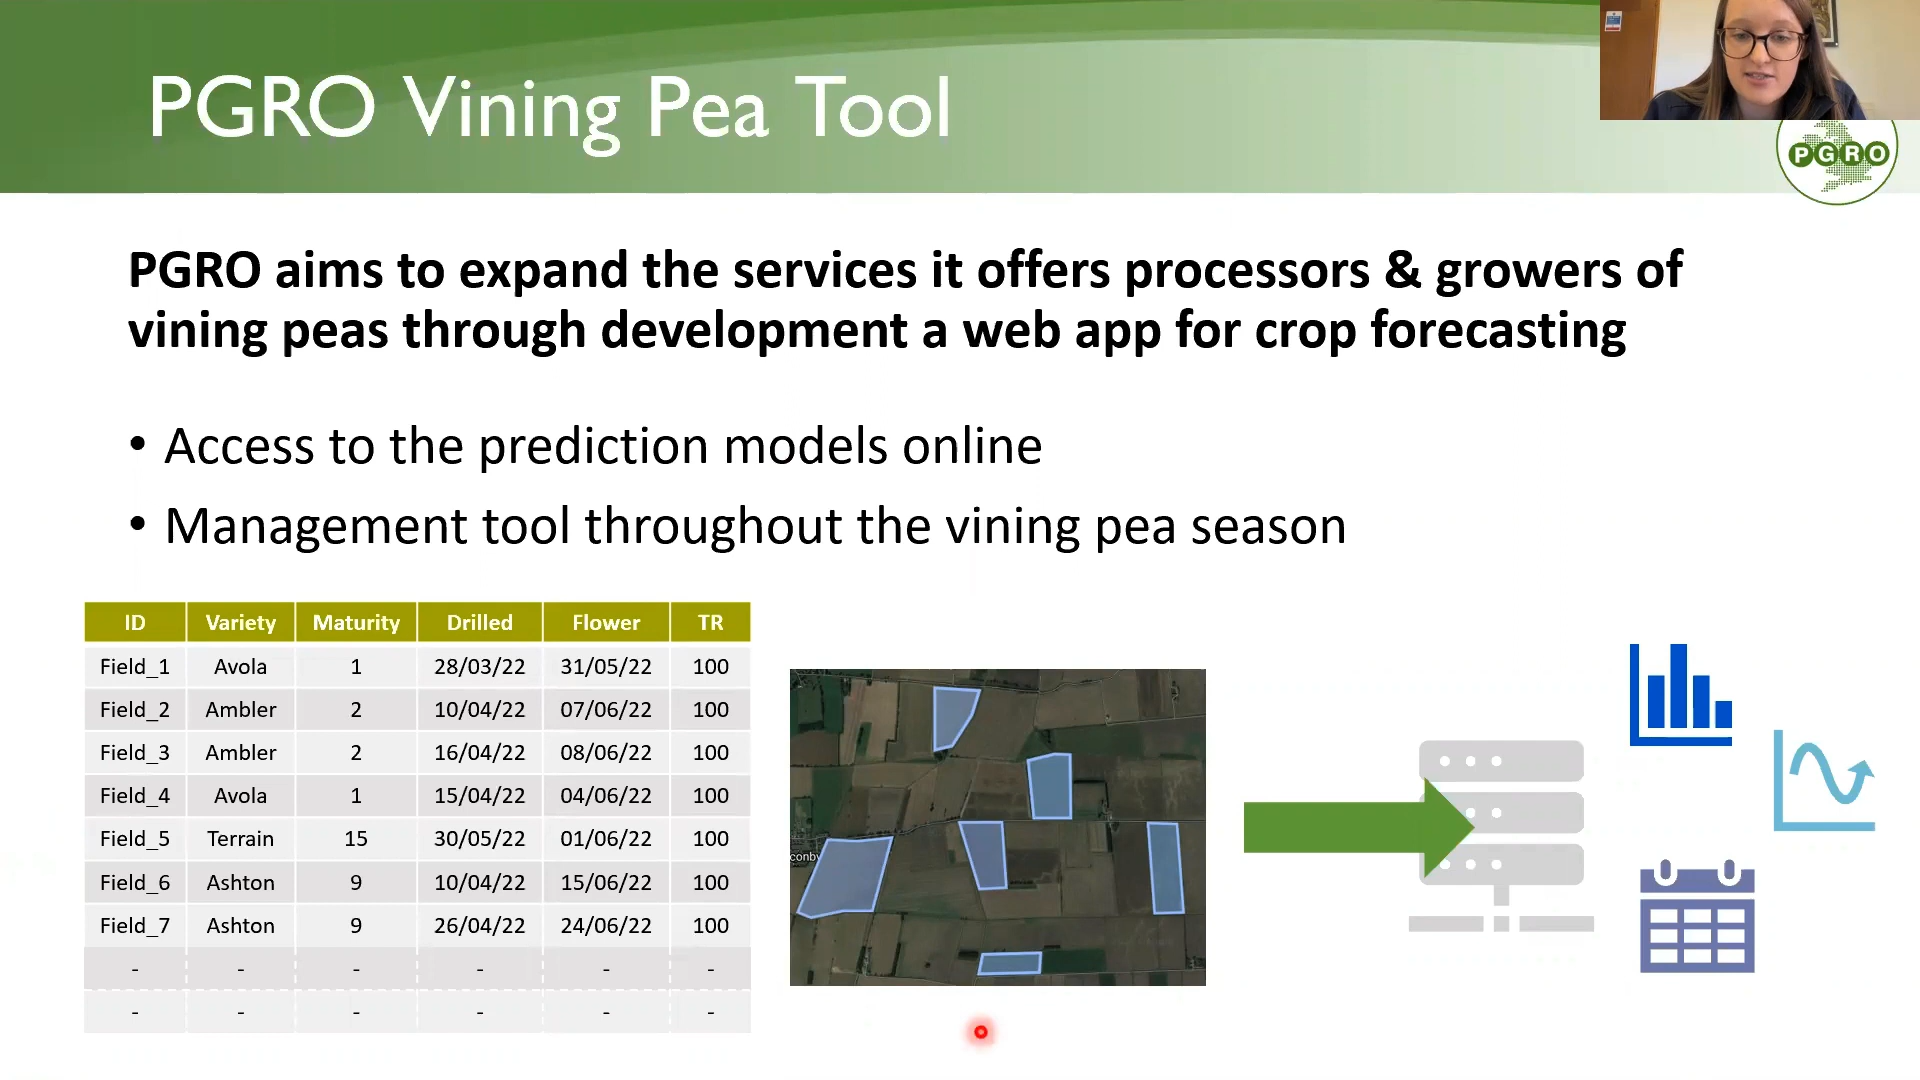 PGRO Vining Pea Tool
PGRO
PGRO aims to expand the services it offers processors & growers of
vining peas through development a web app for crop forecasting
• Access to the prediction models online
• Management tool throughout the vining pea season
ID Variety Maturity Drilled Flower TR
Field_1 Avola 1 28/03/22 31/05/22 100
Field_2 Ambler 2 10/04/22 07/06/22 100
Field_3 Ambler 2 16/04/22 08/06/22 100
Field_4 Avola 1 15/04/22 04/06/22 100
Field_5 Terrain 15 30/05/22 01/06/22 100
Field_6 Ashton 9 10/04/22 15/06/22 100
Field_7 Ashton 9 26/04/22 24/06/22 100
- - - - - -
- - - - - -
conby